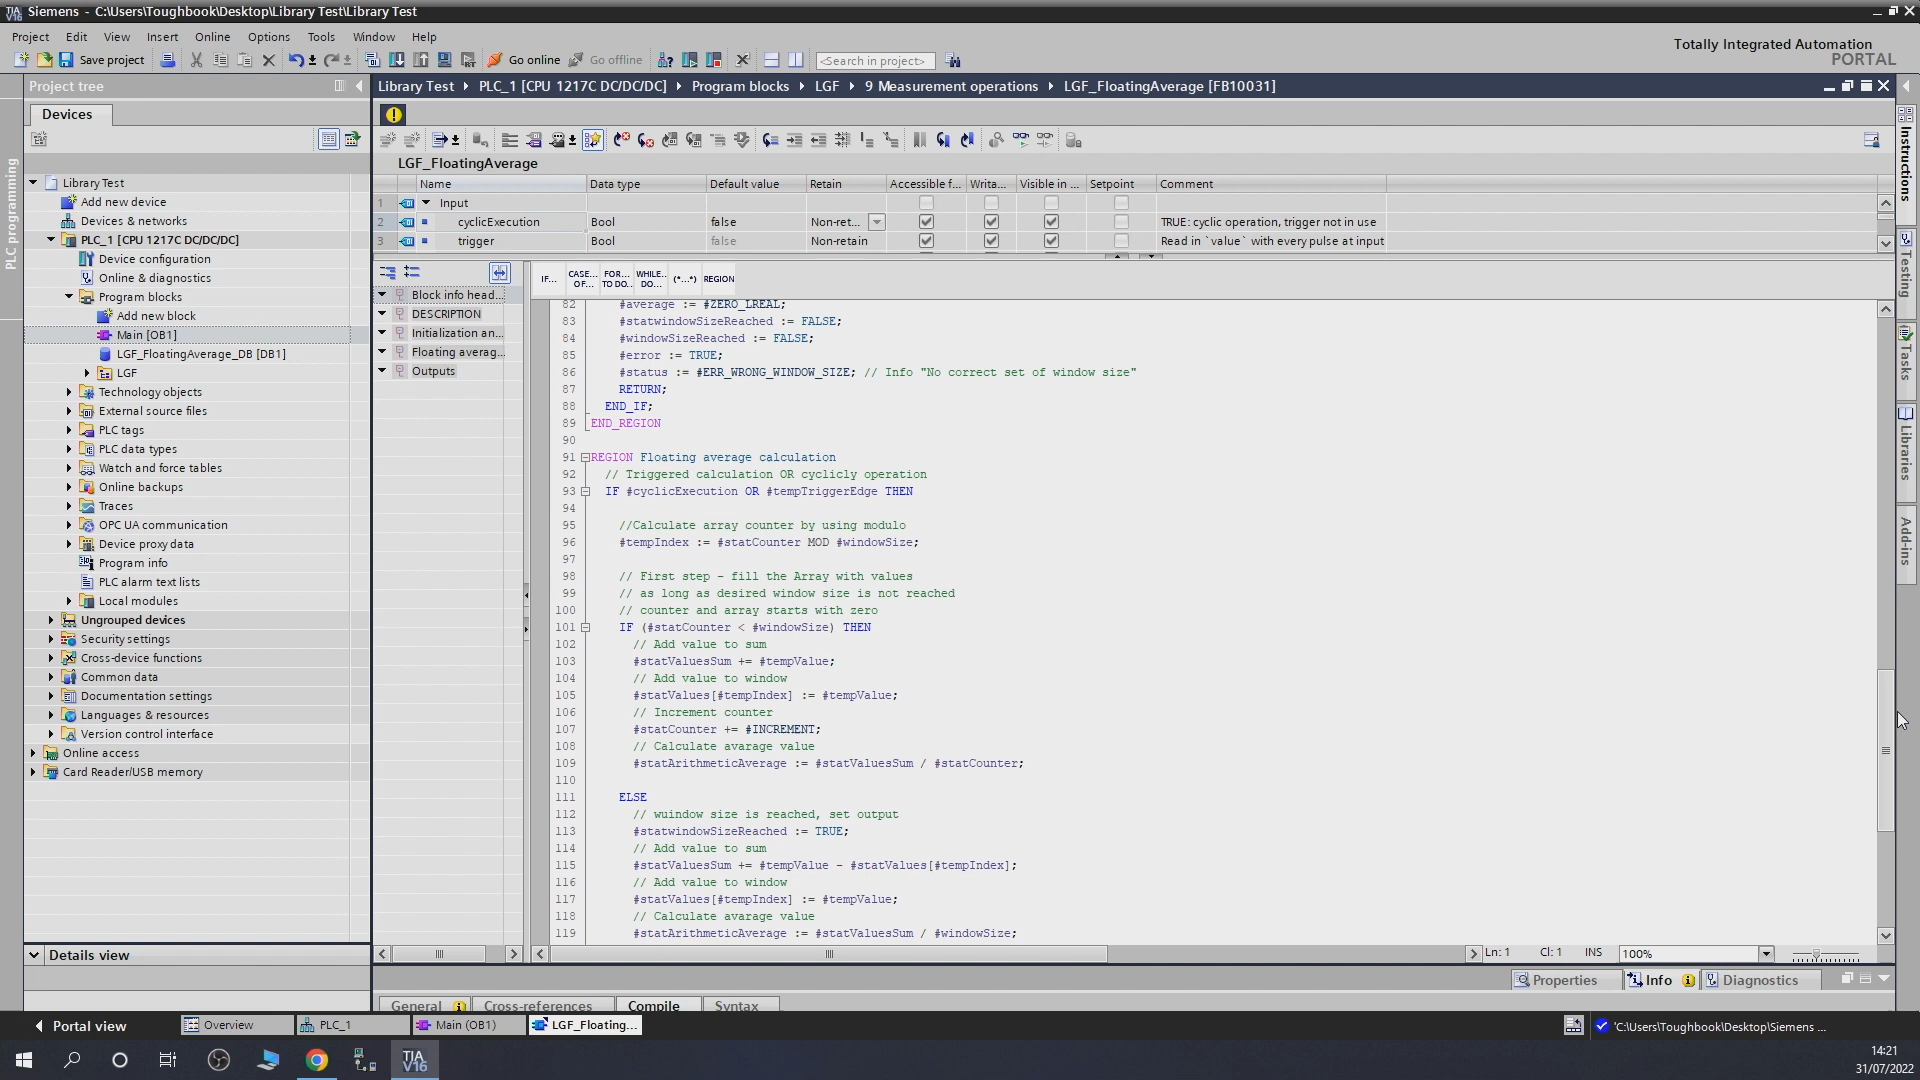 Siemens - C:\Users\Toughbook\Desktop\Library Test\Library Test
Project Edit View Insert Online Options Tools Window Help
Totally Integrated Automation
PORTAL
Save project
Go online
Go offline
<Search in project>
Project tree
Library Test PLC_1 [CPU 1217C DC/DC/DC] Program blocks LGF 9 Measurement operations LGF_FloatingAverage [FB10031]
Devices
PLC programming
Library Test
Add new device
Devices & networks
PLC_1 [CPU 1217C DC/DC/DC]
Device configuration
Online & diagnostics
Program blocks
Add new block
Main [OB1]
LGF_FloatingAverage_DB [DB1]
LGF
Technology objects
External source files
PLC tags
PLC data types
Watch and force tables
Online backups
Traces
OPC UA communication
Device proxy data
Program info
PLC alarm text lists
Local modules
Ungrouped devices
Security settings
Cross-device functions
Common data
Documentation settings
Languages & resources
Version control interface
Online access
Card Reader/USB memory
Details view
LGF_FloatingAverage
Name Data type Default value Retain Accessible f... Writa... Visible in ... Setpoint Comment
1 Input
2 cyclicExecution Bool false Non-ret... TRUE: cyclic operation, trigger not in use
3 trigger Bool false Non-retain Read in `value` with every pulse at input
Block info head...
DESCRIPTION
Initialization an...
Floating averag...
Outputs
IF... CASE... OF... FOR... TO DO.. WHILE.. DO... (*...*) REGION
82 #average := #ZERO_LREAL;
83 #statwindowSizeReached := FALSE;
84 #windowSizeReached := FALSE;
85 #error := TRUE;
86 #status := #ERR_WRONG_WINDOW_SIZE; // Info "No correct set of window size"
87 RETURN;
88 END_IF;
89 END_REGION
90
91 REGION Floating average calculation
92 // Triggered calculation OR cyclicly operation
93 IF #cyclicExecution OR #tempTriggerEdge THEN
94
95 //Calculate array counter by using modulo
96 #tempIndex := #statCounter MOD #windowSize;
97
98 // First step - fill the Array with values
99 // as long as desired window size is not reached
100 // counter and array starts with zero
101 IF (#statCounter < #windowSize) THEN
102 // Add value to sum
103 #statValuesSum += #tempValue;
104 // Add value to window
105 #statValues[#tempIndex] := #tempValue;
106 // Increment counter
107 #statCounter += #INCREMENT;
108 // Calculate avarage value
109 #statArithmeticAverage := #statValuesSum / #statCounter;
110
111 ELSE
112 // wuindow size is reached, set output
113 #statwindowSizeReached := TRUE;
114 // Add value to sum
115 #statValuesSum += #tempValue - #statValues[#tempIndex];
116 // Add value to window
117 #statValues[#tempIndex] := #tempValue;
118 // Calculate avarage value
119 #statArithmeticAverage := #statValuesSum / #windowSize;
Ln: 1 Cl: 1 INS 100%
Properties Info Diagnostics
General Cross-references Compile Syntax
Instructions
Testing
Tasks
Libraries
Add-ins
Portal view Overview PLC_1 Main (OB1) LGF_Floating...
'C:\Users\Toughbook\Desktop\Siemens ...
TIA
V16
14:21
31/07/2022